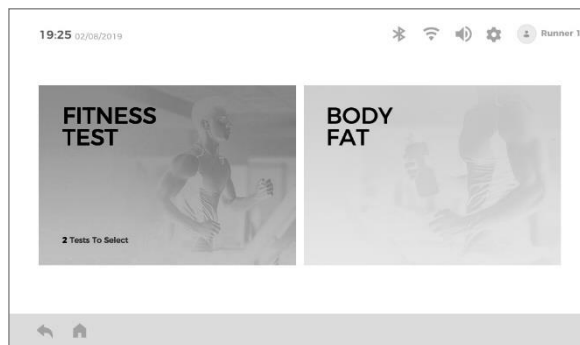 19:25 02/08/2019
Runner 1
FITNESS
TEST
2 Tests To Select
BODY
FAT